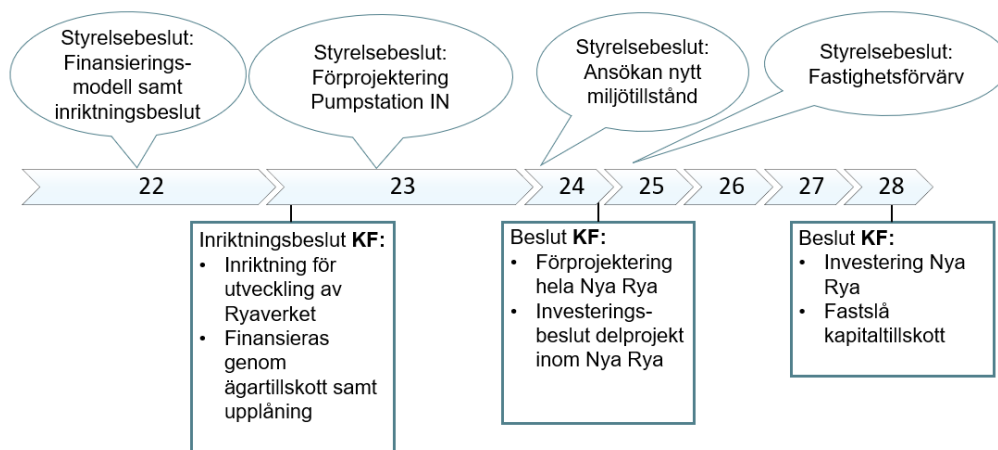 Styrelsebeslut:
Finansierings-
modell samt
inriktningsbeslut
Styrelsebeslut:
Förprojektering
Pumpstation IN
Styrelsebeslut:
Ansökan nytt
miljötillstånd
Styrelsebeslut:
Fastighetsförvärv
22
23
24
25
26
27
28
Inriktningsbeslut KF:
• Inriktning för
utveckling av
Ryaverket
• Finansieras
genom
ägartillskott samt
upplåning
Beslut KF:
• Förprojektering
hela Nya Rya
• Investerings-
beslut delprojekt
inom Nya Rya
Beslut KF:
• Investering Nya
Rya
• Fastslå
kapitaltillskott